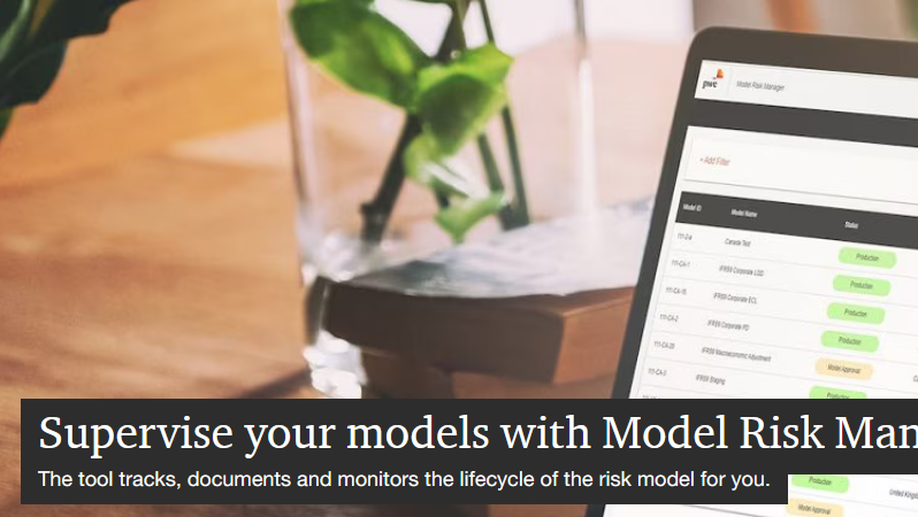 pwc Model Risk Manager
+ Add Filter
Model ID Model Name Status
111-2-a Canada Test Production
111-CA-1 IFRS9 Corporate LGD Production
111-CA-15 IFRS9 Corporate ECL Production
111-CA-2 IFRS9 Corporate PD Production
111-CA-29 IFRS9 Macroeconomic Adjustment Model Approval
111-CA-3 IFRS9 Staging Production
Supervise your models with Model Risk Man
The tool tracks, documents and monitors the lifecycle of the risk model for you.
Production United Kingd
Model Approval